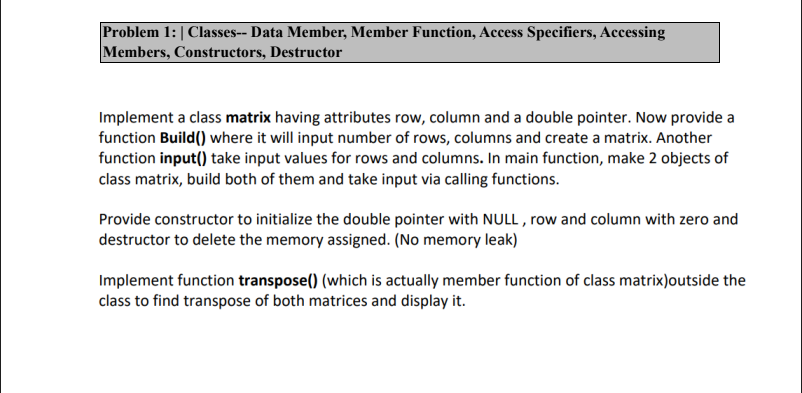 Problem 1: | Classes-- Data Member, Member Function, Access Specifiers, Accessing
Members, Constructors, Destructor
Implement a class matrix having attributes row, column and a double pointer. Now provide a
function Build() where it will input number of rows, columns and create a matrix. Another
function input() take input values for rows and columns. In main function, make 2 objects of
class matrix, build both of them and take input via calling functions.
Provide constructor to initialize the double pointer with NULL , row and column with zero and
destructor to delete the memory assigned. (No memory leak)
Implement function transpose() (which is actually member function of class matrix)outside the
class to find transpose of both matrices and display it.